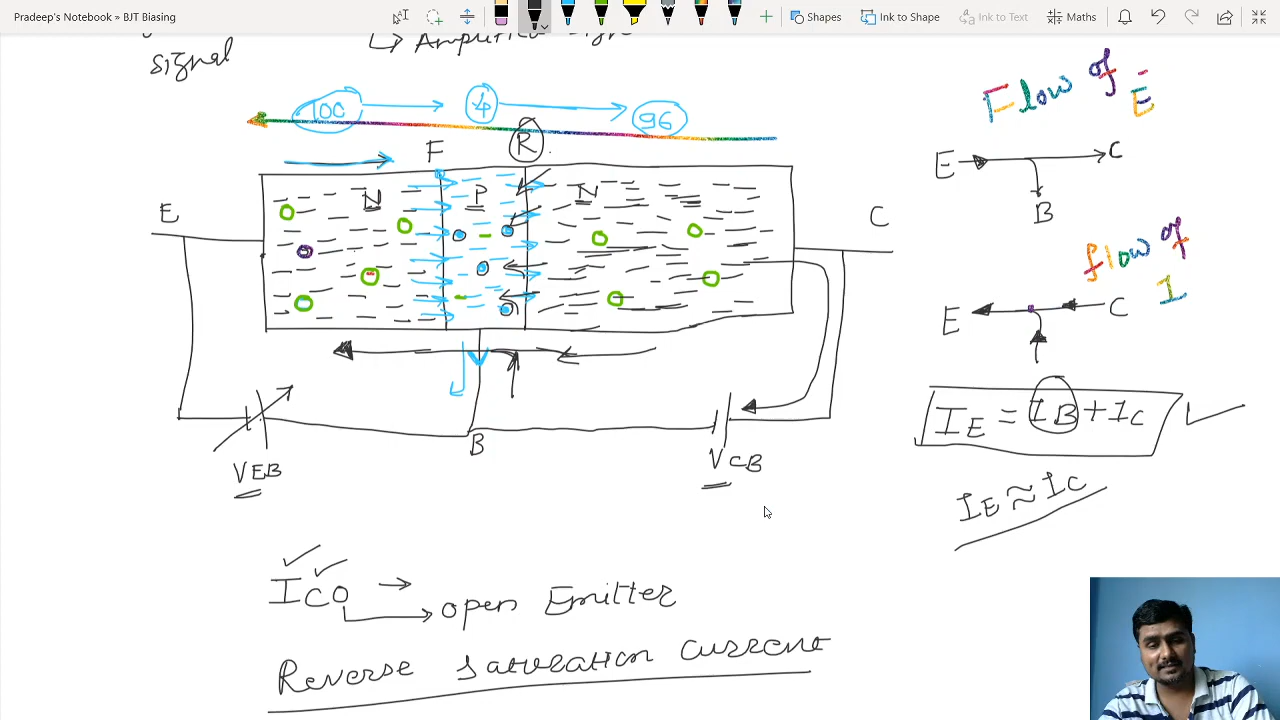 Pradeep's Notebook » BJT Biasing
Shapes
Ink to Shape
Ink to Text
Maths
signal
Flow of E
100 4 96
F R
N P N
E C
E C
B
flow of I
E C
B
VEB VCB
IE = IB + IC
IE ≈ IC
ICO → open Emitter
Reverse Saturation Current